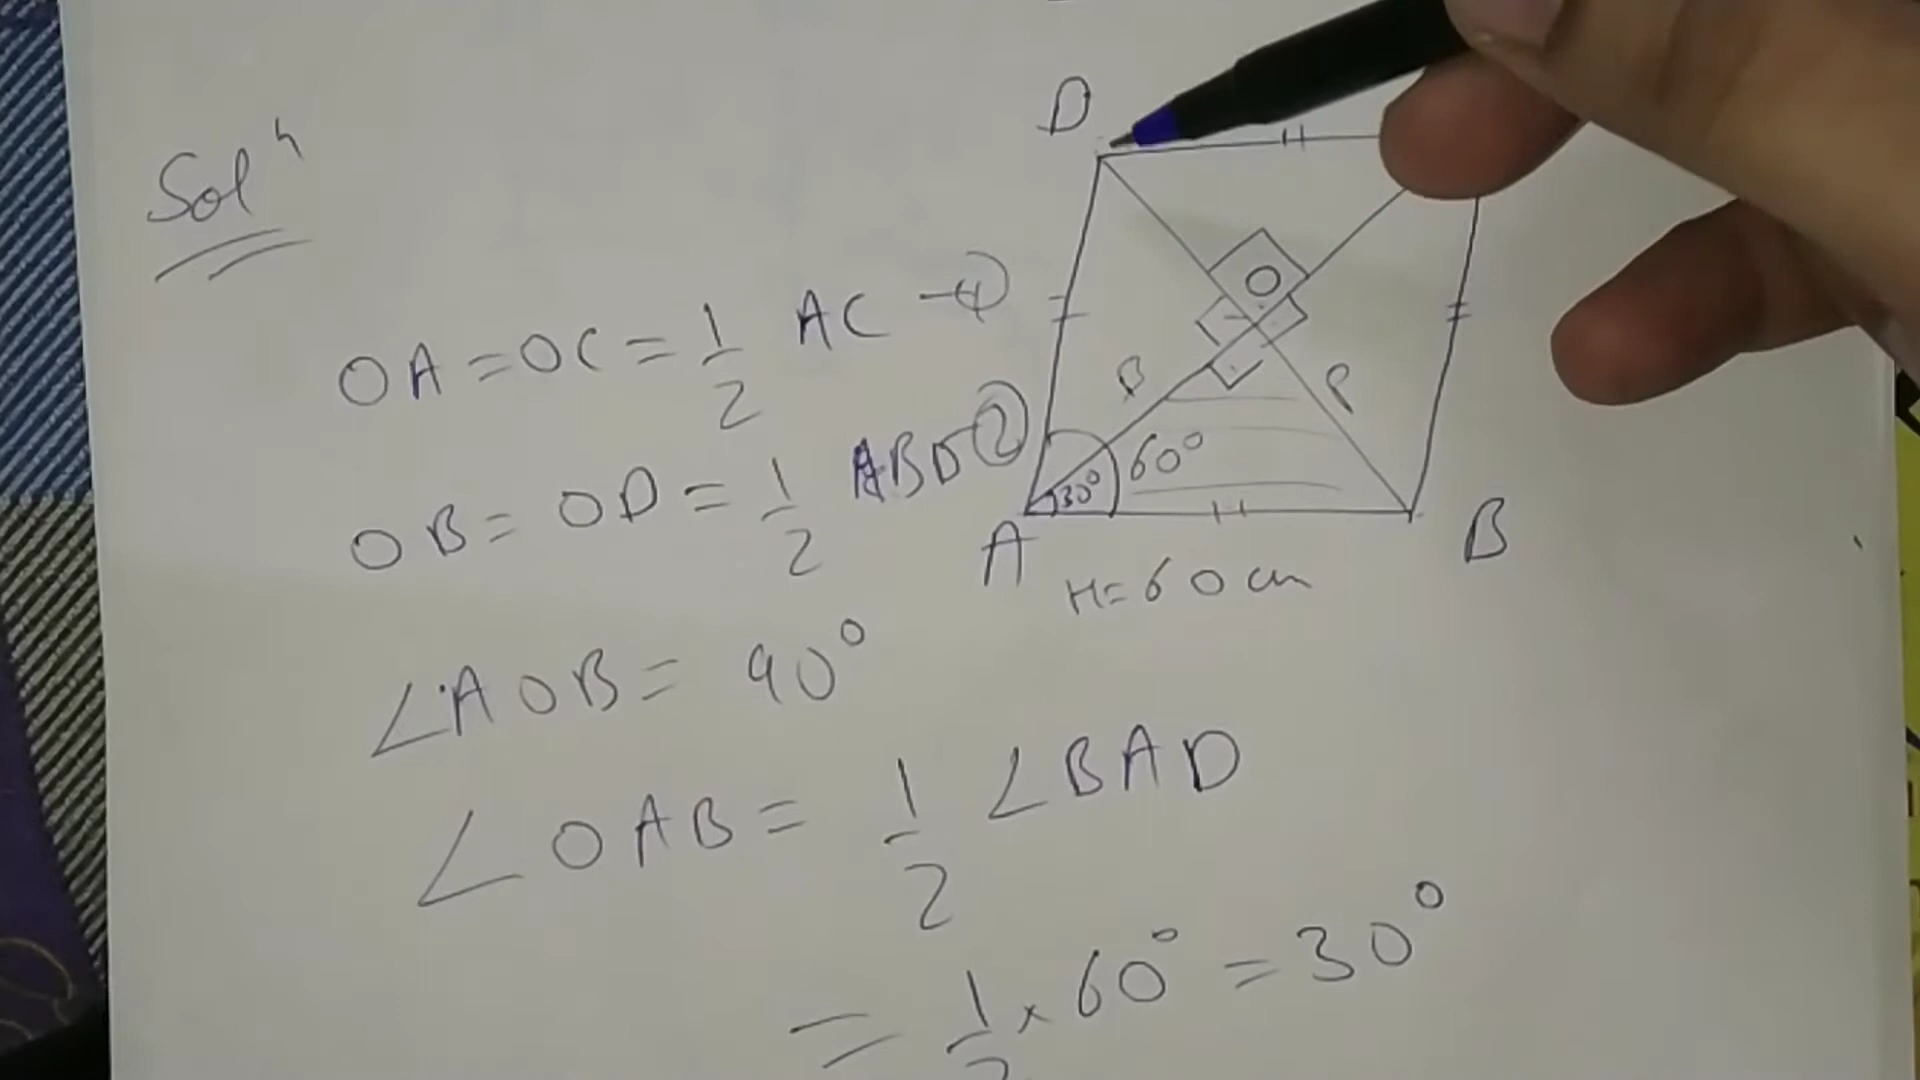 Solⁿ
OA = OC = 1/2 AC —①
OB = OD = 1/2 BD —②
∠AOB = 90°
∠OAB = 1/2 ∠BAD
= 1/2 × 60° = 30°
D
O
B
P
60°
30°
A
B
H = 60 cm